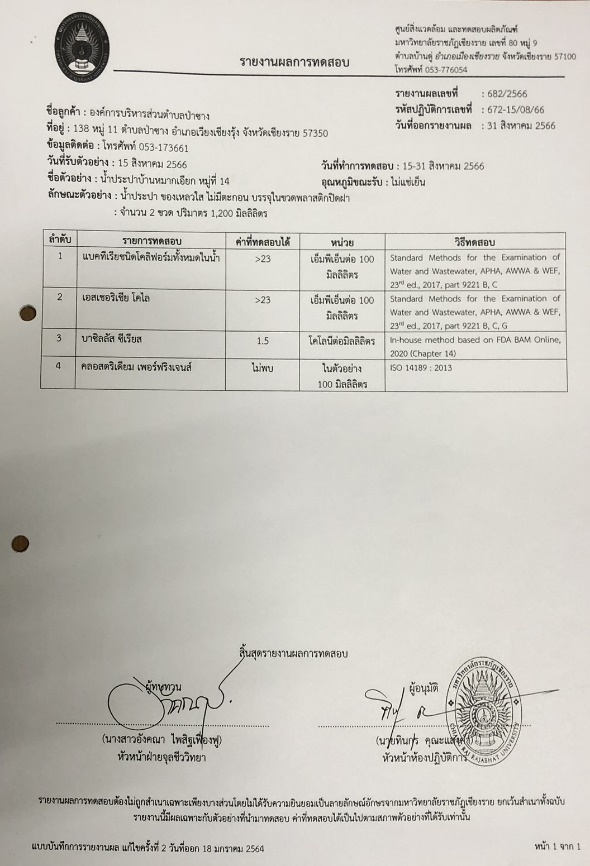 ศูนย์สิ่งแวดล้อม และทดสอบผลิตภัณฑ์
มหาวิทยาลัยราชภัฏเชียงราย เลขที่ 80 หมู่ 9
ตำบลบ้านดู่ อำเภอเมืองเชียงราย จังหวัดเชียงราย 57100
โทรศัพท์ 053-776054
รายงานผลการทดสอบ
รายงานผลเลขที่ : 682/2566
รหัสปฏิบัติการเลขที่ : 672-15/08/66
วันที่ออกรายงานผล : 31 สิงหาคม 2566
ชื่อลูกค้า : องค์การบริหารส่วนตำบลป่าซาง
ที่อยู่ : 138 หมู่ 11 ตำบลป่าซาง อำเภอเวียงเชียงรุ้ง จังหวัดเชียงราย 57350
ข้อมูลติดต่อ : โทรศัพท์ 053-173661
วันที่รับตัวอย่าง : 15 สิงหาคม 2566 วันที่ทำการทดสอบ : 15-31 สิงหาคม 2566
ชื่อตัวอย่าง : น้ำประปาบ้านหมากเอียก หมู่ที่ 14 อุณหภูมิขณะรับ : ไม่แช่เย็น
ลักษณะตัวอย่าง : น้ำประปา ของเหลวใส ไม่มีตะกอน บรรจุในขวดพลาสติกปิดฝา
: จำนวน 2 ขวด ปริมาตร 1,200 มิลลิลิตร
ลำดับ รายการทดสอบ ค่าที่ทดสอบได้ หน่วย วิธีทดสอบ
1 แบคทีเรียชนิดโคลิฟอร์มทั้งหมดในน้ำ >23 เอ็มพีเอ็นต่อ 100 Standard Methods for the Examination of
มิลลิลิตร Water and Wastewater, APHA, AWWA & WEF,
23rd ed., 2017, part 9221 B, C
2 เอสเชอริเชีย โคไล >23 เอ็มพีเอ็นต่อ 100 Standard Methods for the Examination of
มิลลิลิตร Water and Wastewater, APHA, AWWA & WEF,
23rd ed., 2017, part 9221 B, C, G
3 บาซิลลัส ซีเรียส 1.5 โคโลนีต่อมิลลิลิตร In-house method based on FDA BAM Online,
2020 (Chapter 14)
4 คลอสตริเดียม เพอร์ฟริงเจนส์ ไม่พบ ในตัวอย่าง ISO 14189 : 2013
100 มิลลิลิตร
สิ้นสุดรายงานผลการทดสอบ
ผู้ทบทวน ผู้อนุมัติ
(นางสาวอังคณา ไพสิฐเฟื่องฟู) (นายทินกร
หัวหน้าฝ่ายจุลชีววิทยา หัวหน้าห้องปฏิบัติการ
มหาวิทยาลัยราชภัฏเชียงราย
CHIANG RAI RAJABHAT UNIVERSITY
รายงานผลการทดสอบต้องไม่ถูกสำเนาเฉพาะเพียงบางส่วนโดยไม่ได้รับความยินยอมเป็นลายลักษณ์อักษรจากมหาวิทยาลัยราชภัฏเชียงราย ยกเว้นสำเนาทั้งฉบับ
รายงานนี้มีผลเฉพาะกับตัวอย่างที่นำมาทดสอบ ค่าที่ทดสอบได้เป็นไปตามสภาพตัวอย่างที่ได้รับเท่านั้น
แบบบันทึกการรายงานผล แก้ไขครั้งที่ 2 วันที่ออก 18 มกราคม 2564 หน้า 1 จาก 1